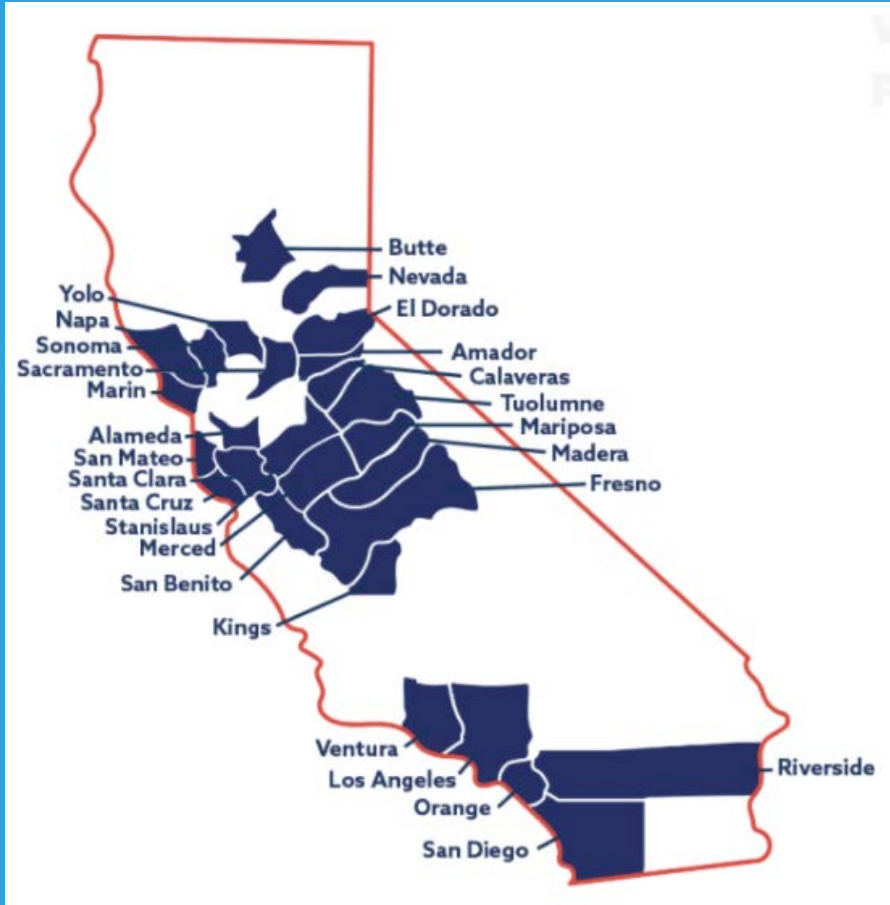 Butte
Nevada
El Dorado
Yolo
Napa
Sonoma
Sacramento
Marin
Amador
Calaveras
Tuolumne
Mariposa
Madera
Fresno
Alameda
San Mateo
Santa Clara
Santa Cruz
Stanislaus
Merced
San Benito
Kings
Ventura
Los Angeles
Orange
San Diego
Riverside